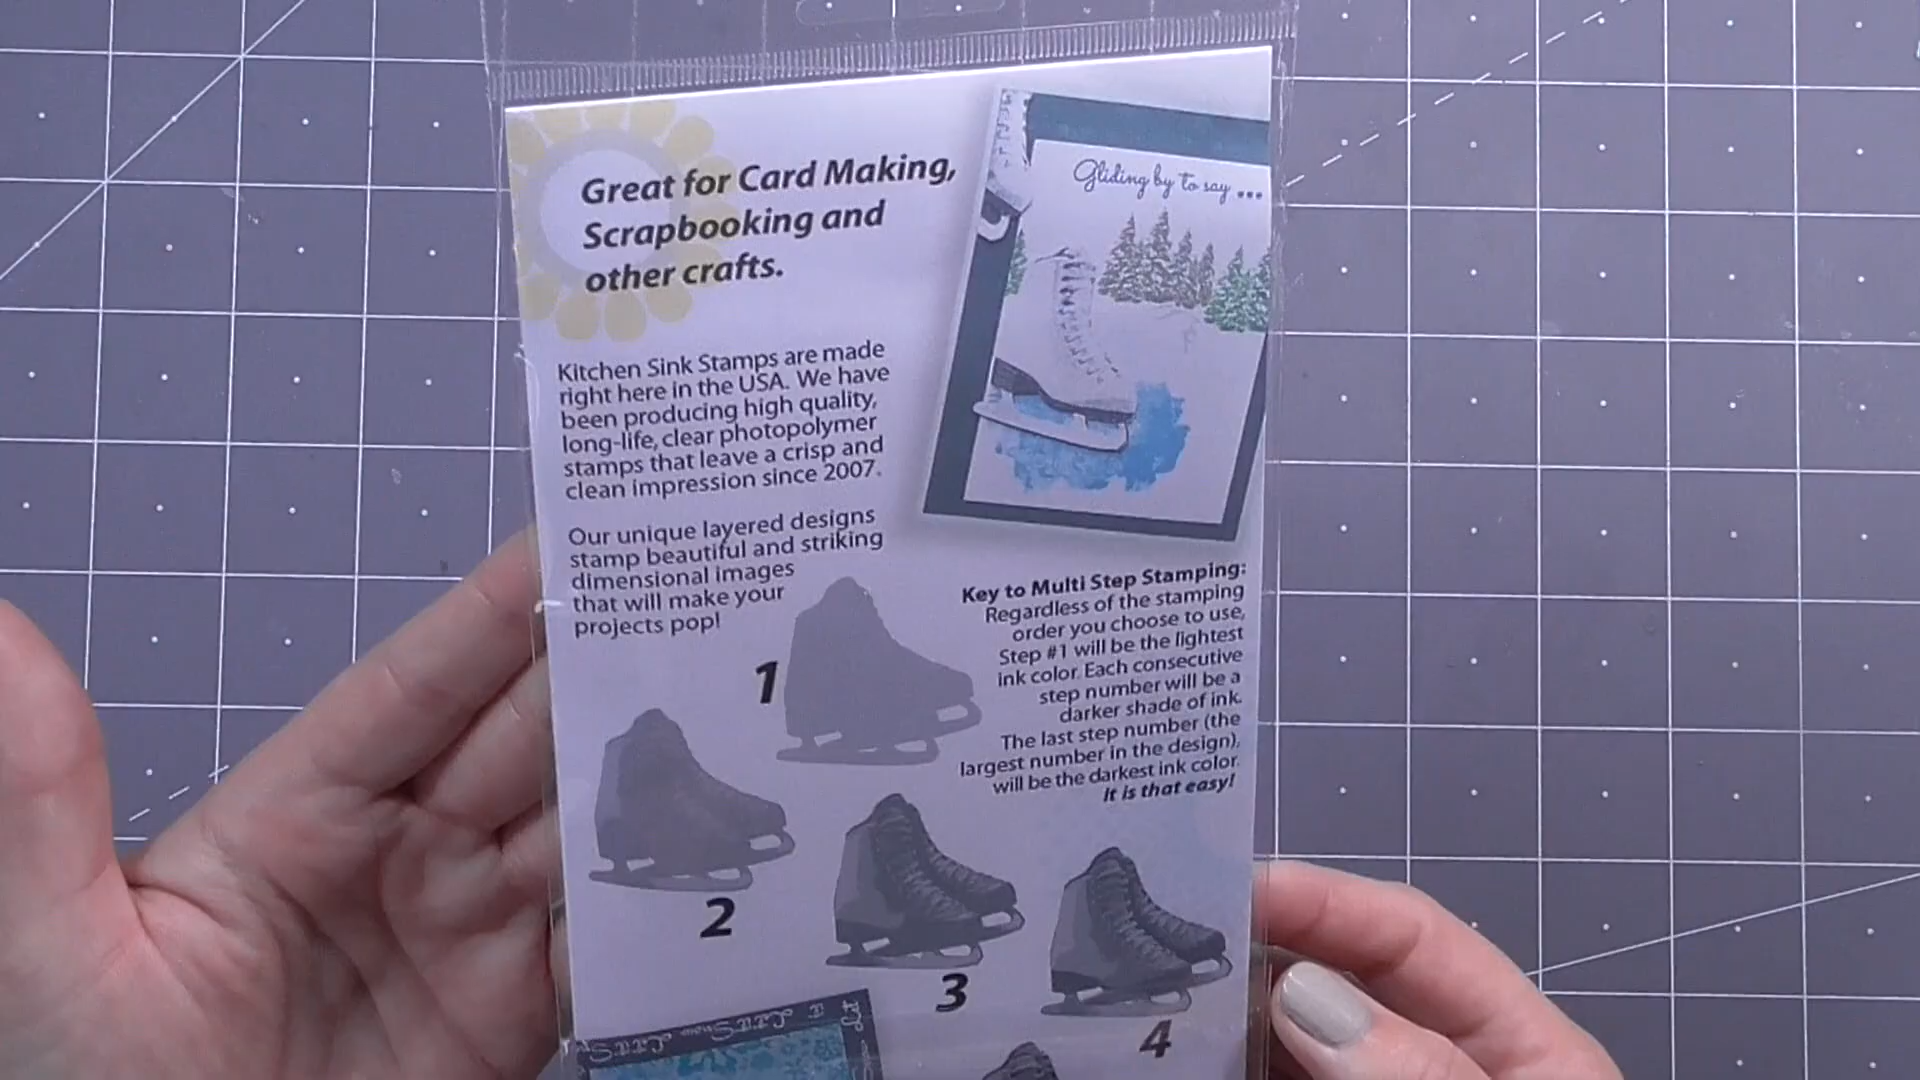 Great for Card Making,
Scrapbooking and
other crafts.
Gliding by to say ...
Kitchen Sink Stamps are made
right here in the USA. We have
been producing high quality,
long-life, clear photopolymer
stamps that leave a crisp and
clean impression since 2007.
Our unique layered designs
stamp beautiful and striking
dimensional images
that will make your
projects pop!
Key to Multi Step Stamping:
Regardless of the stamping
order you choose to use,
Step #1 will be the lightest
ink color. Each consecutive
step number will be a
darker shade of ink.
The last step number (the
largest number in the design),
will be the darkest ink color.
It is that easy!
1
2
3
4
Let it Snow